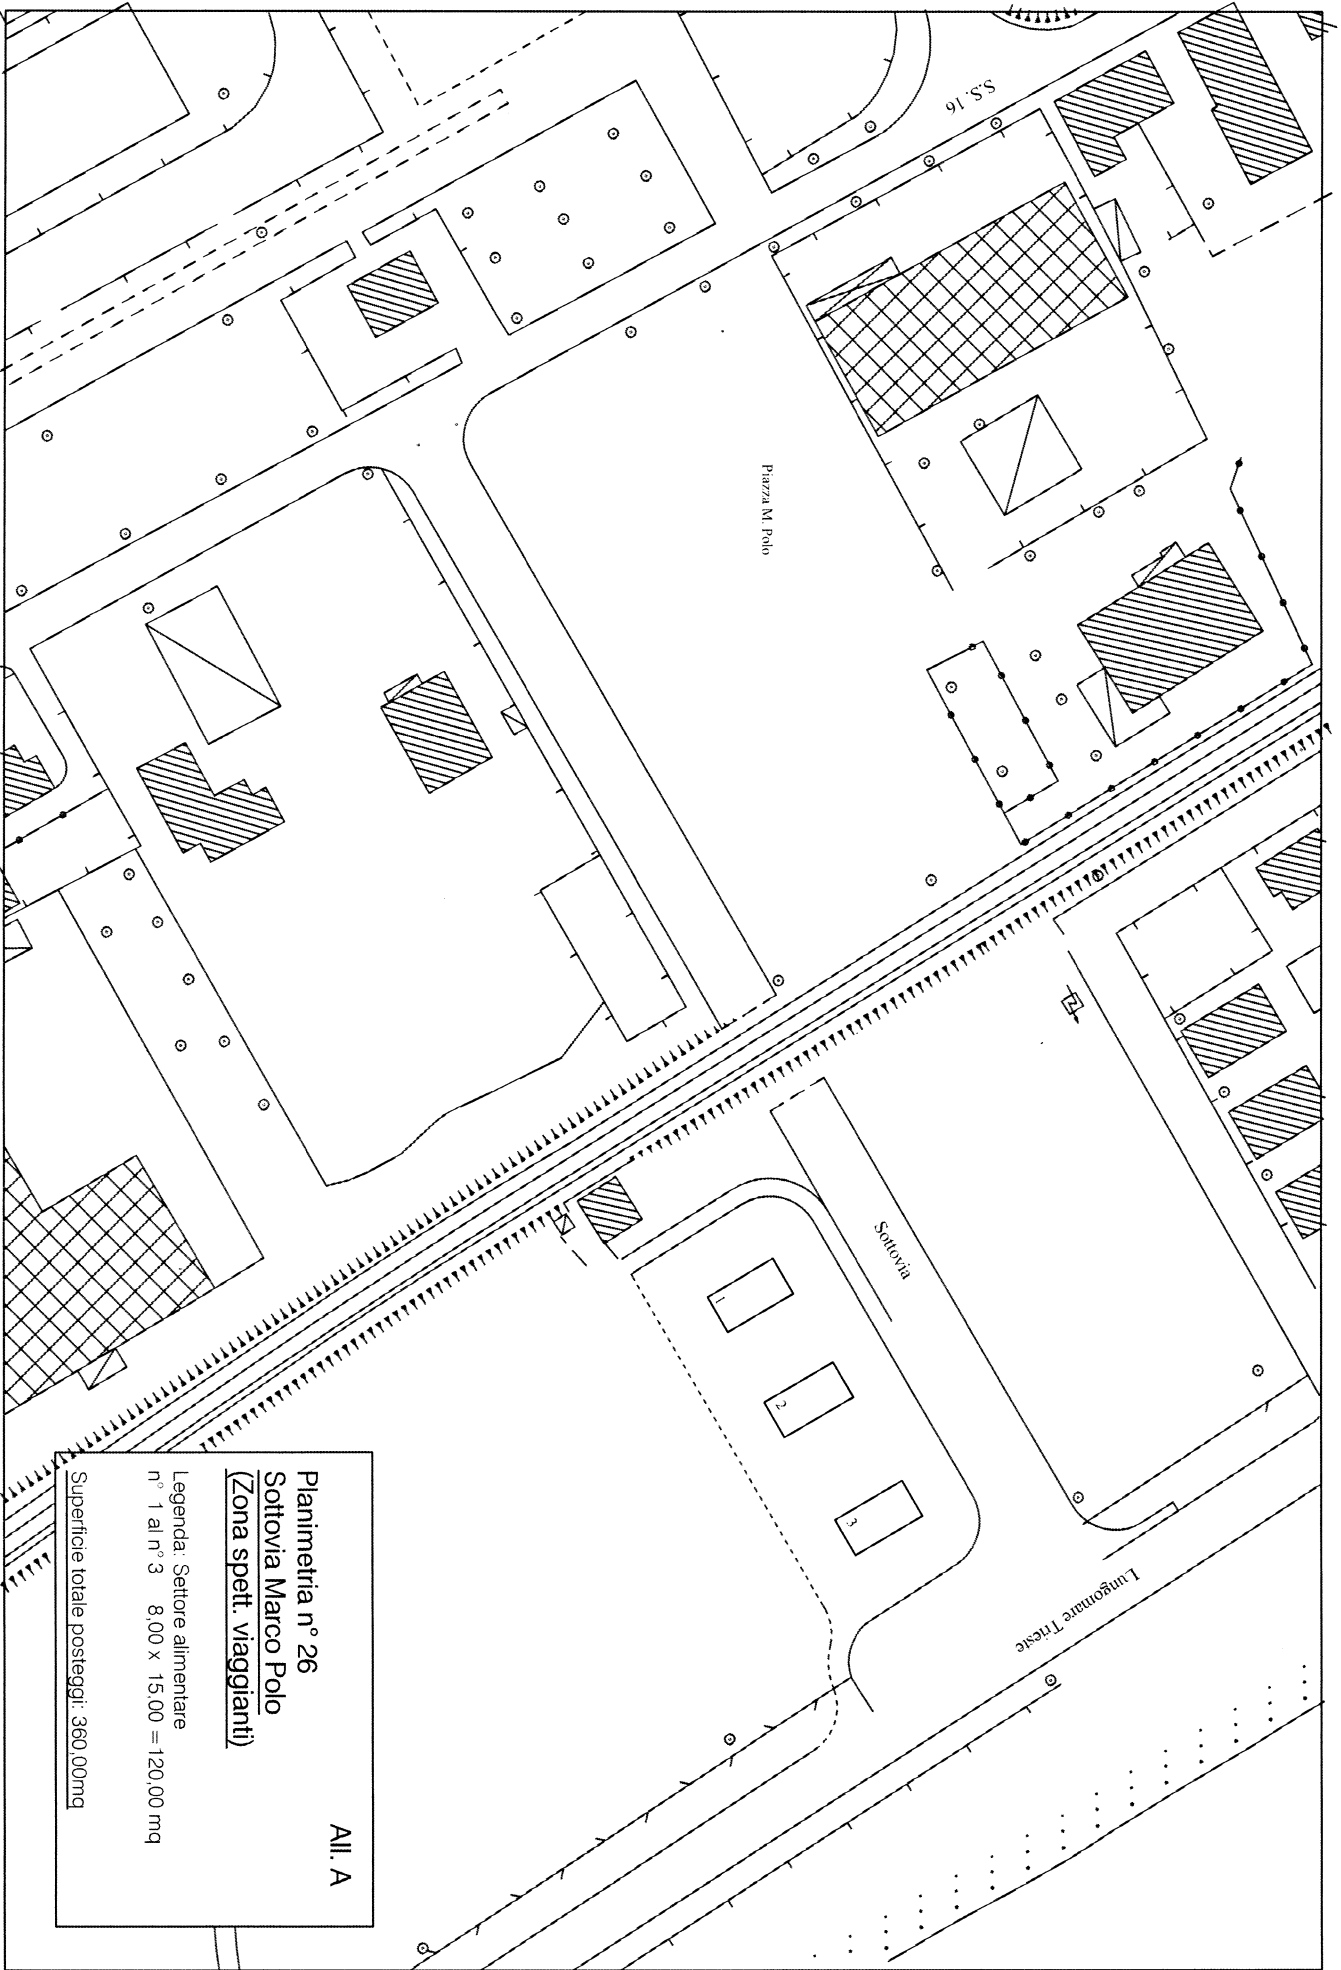 All. A
Planimetria n° 26
Sottovia Marco Polo
(Zona spett. viaggianti)
Legenda: Settore alimentare
n° 1 al n° 3 8,00 x 15,00 = 120,00 mq
Superficie totale posteggi: 360,00mq
S.S. 16
Piazza M. Polo
Sottovia
1
2
3
Lungomare Trieste